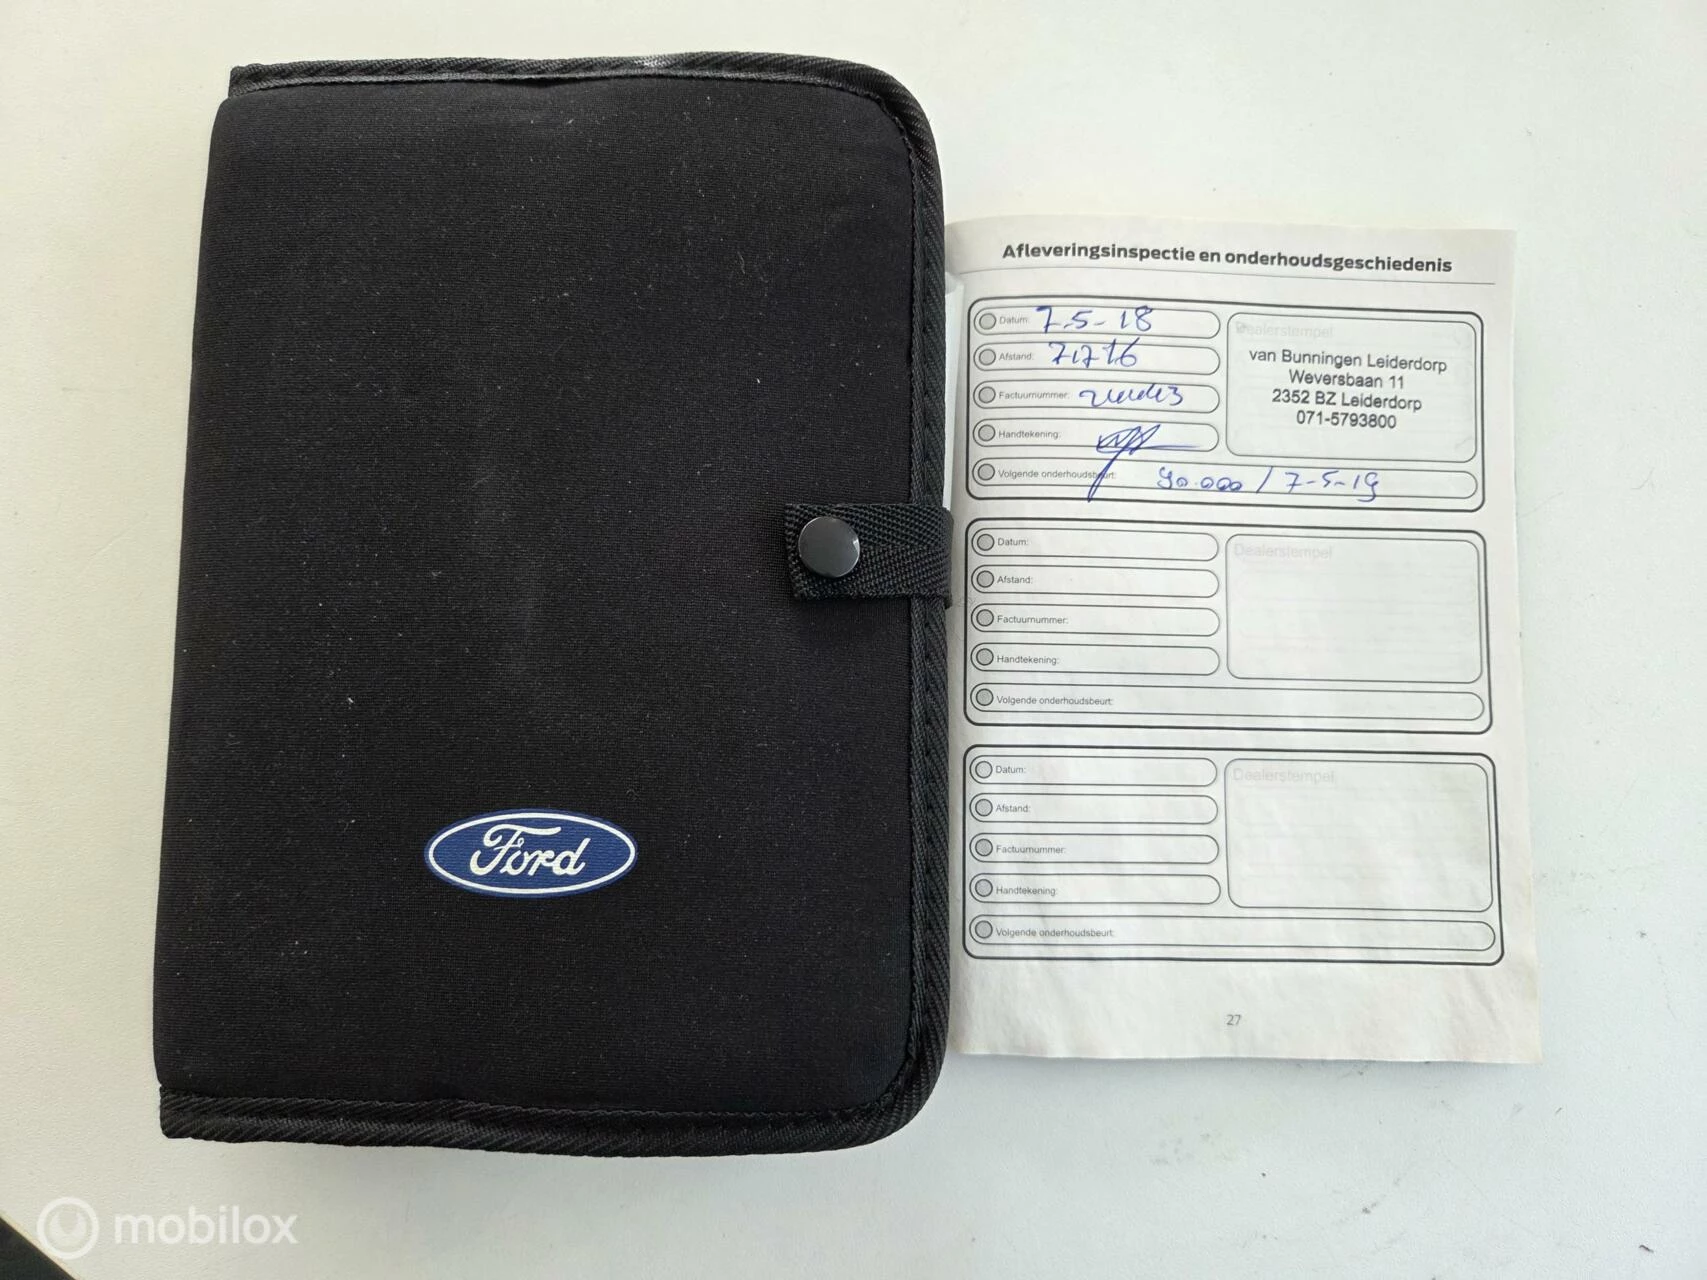 Ford
Afleveringsinspectie en onderhoudsgeschiedenis
Datum: 7-5-18
Afstand: 71716
Factuurnummer:
Handtekening:
Volgende onderhoudsbeurt: 90.000 / 7-5-19
Dealerstempel
van Bunningen Leiderdorp
Weversbaan 11
2352 BZ Leiderdorp
071-5793800
Datum:
Afstand:
Factuurnummer:
Handtekening:
Volgende onderhoudsbeurt:
Dealerstempel
Datum:
Afstand:
Factuurnummer:
Handtekening:
Volgende onderhoudsbeurt:
Dealerstempel
27
mobilox